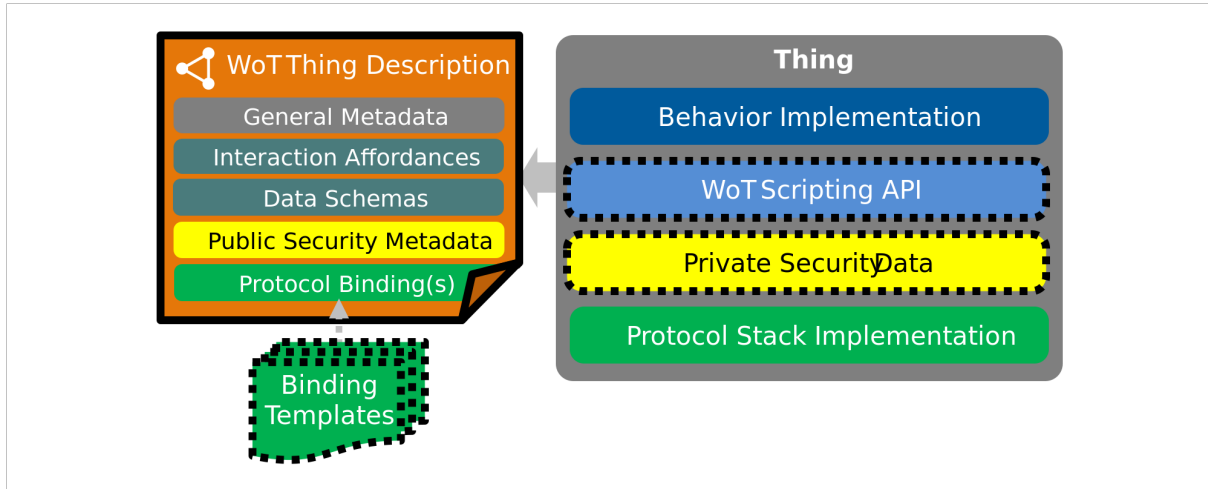 WoT Thing Description
General Metadata
Interaction Affordances
Data Schemas
Public Security Metadata
Protocol Binding(s)
Binding
Templates
Thing
Behavior Implementation
WoT Scripting API
Private Security Data
Protocol Stack Implementation